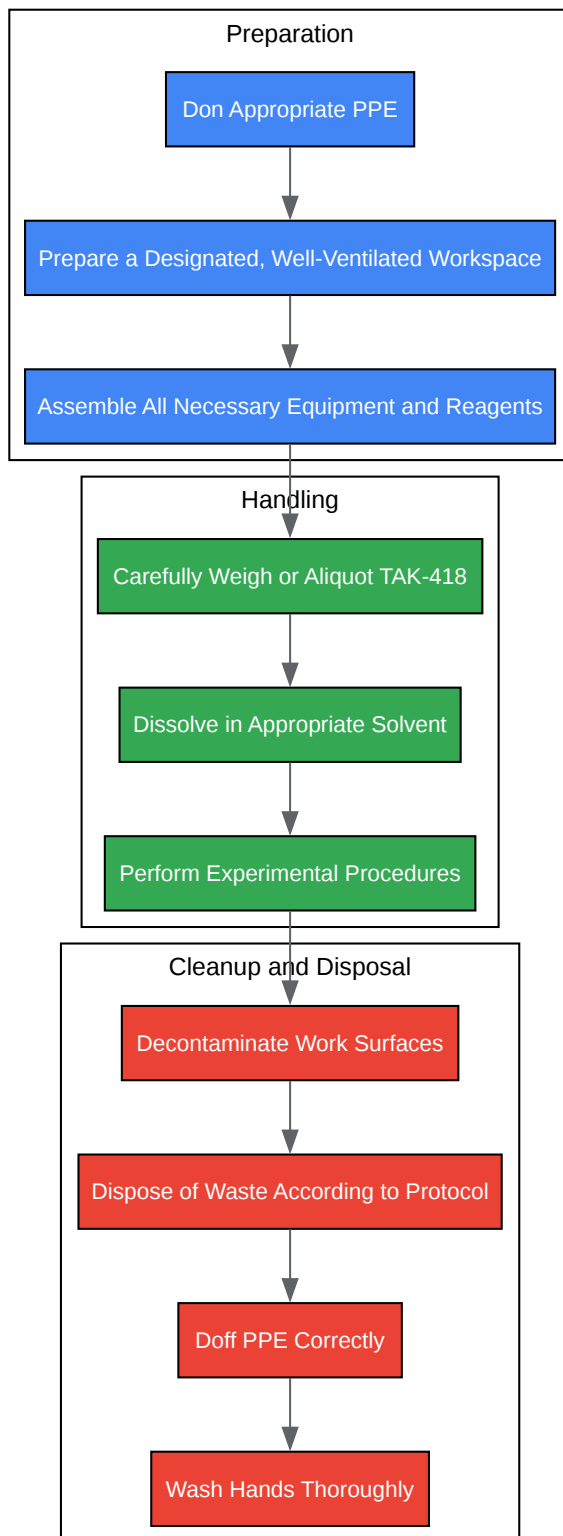 Preparation
Don Appropriate PPE
Prepare a Designated, Well-Ventilated Workspace
Assemble All Necessary Equipment and Reagents
Handling
Carefully Weigh or Aliquot TAK-418
Dissolve in Appropriate Solvent
Perform Experimental Procedures
Cleanup and Disposal
Decontaminate Work Surfaces
Dispose of Waste According to Protocol
Doff PPE Correctly
Wash Hands Thoroughly